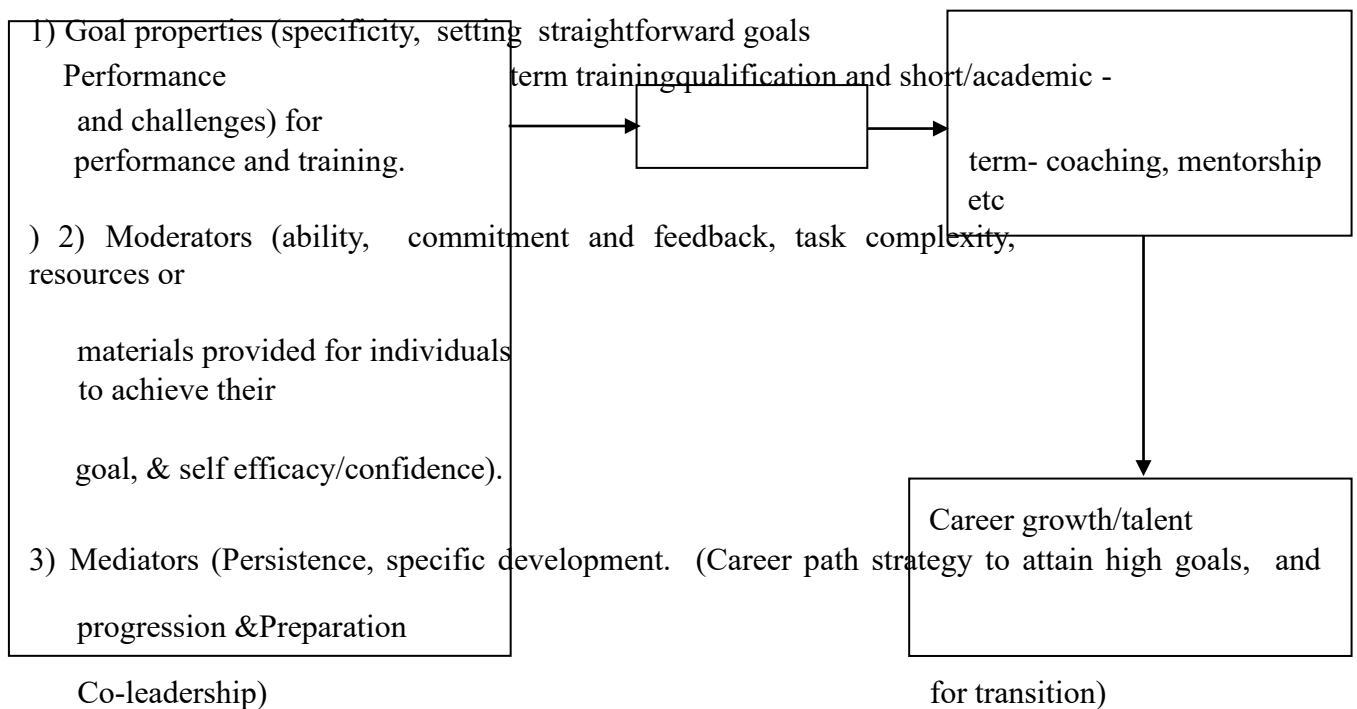 1) Goal properties (specificity, setting straightforward goals
Performance term trainingqualification and short/academic -
and challenges) for
performance and training.
term- coaching, mentorship
etc
) 2) Moderators (ability, commitment and feedback, task complexity,
resources or
materials provided for individuals
to achieve their
goal, & self efficacy/confidence).
Career growth/talent
3) Mediators (Persistence, specific development. (Career path strategy to attain high goals, and
progression &Preparation
Co-leadership) for transition)